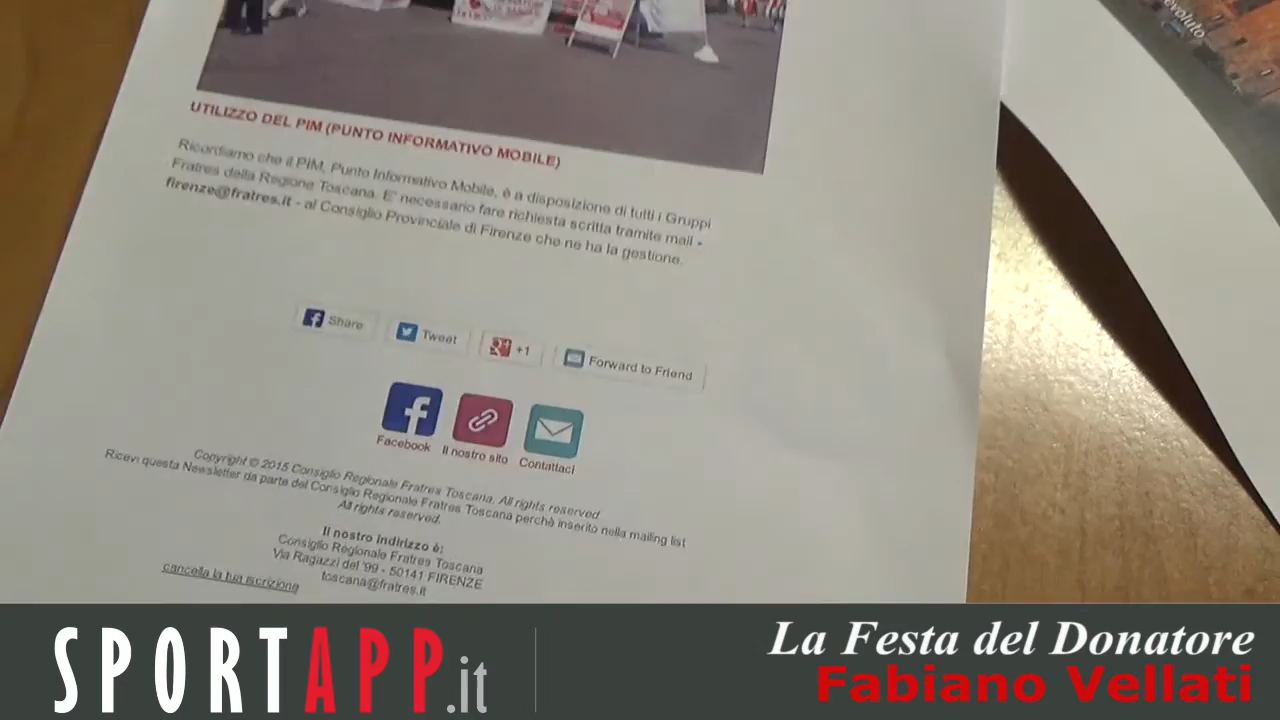 evoluto
UTILIZZO DEL PIM (PUNTO INFORMATIVO MOBILE)
Ricordiamo che il PIM, Punto Informativo Mobile, è a disposizione di tutti i Gruppi
Fratres della Regione Toscana. E' necessario fare richiesta scritta tramite mail -
firenze@fratres.it - al Consiglio Provinciale di Firenze che ne ha la gestione.
Share
Tweet
+1
Forward to Friend
Facebook
Il nostro sito
Contattaci
Copyright © 2015 Consiglio Regionale Fratres Toscana, All rights reserved
Ricevi questa Newsletter da parte del Consiglio Regionale Fratres Toscana perchè inserito nella mailing list
All rights reserved.
Il nostro indirizzo è:
Consiglio Regionale Fratres Toscana
Via Ragazzi del '99 - 50141 FIRENZE
toscana@fratres.it
cancella la tua iscrizione
SPORTAPP.it
La Festa del Donatore
Fabiano Vellati